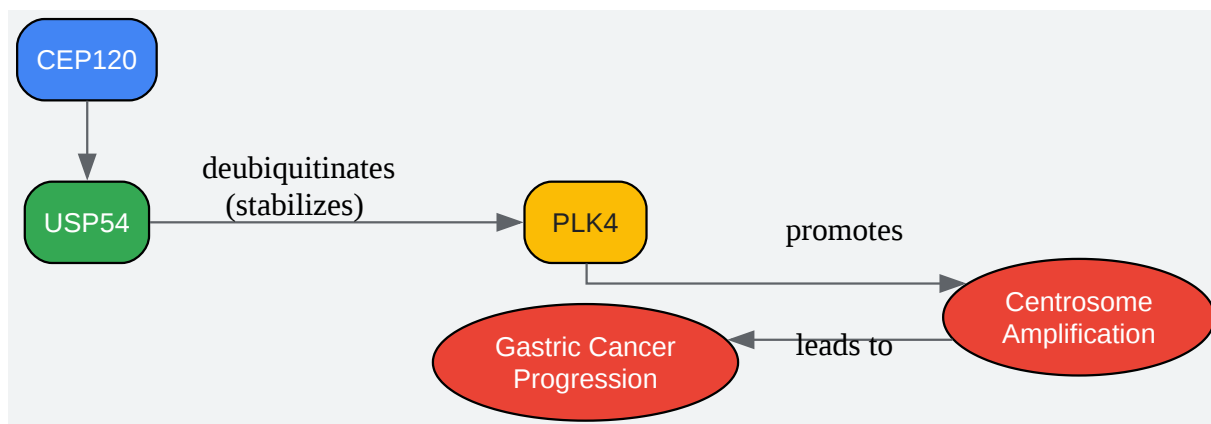 CEP120
deubiquitinates
(stabilizes)
USP54
PLK4
promotes
Centrosome
Amplification
leads to
Gastric Cancer
Progression